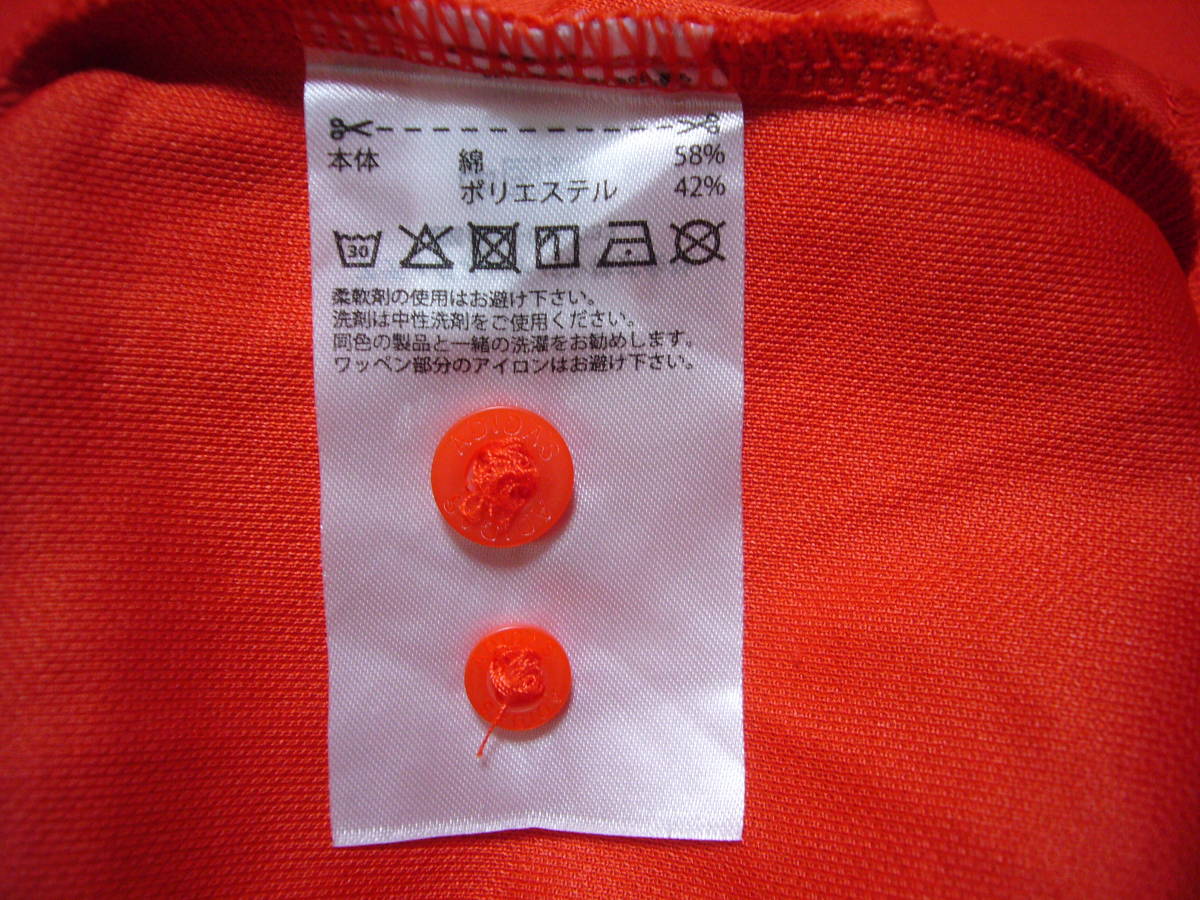 本体 綿 58%
ポリエステル 42%
30
柔軟剤の使用はお避け下さい。
洗剤は中性洗剤をご使用ください。
同色の製品と一緒の洗濯をお勧めします。
ワッペン部分のアイロンはお避け下さい。
ADIDAS
ADIDAS